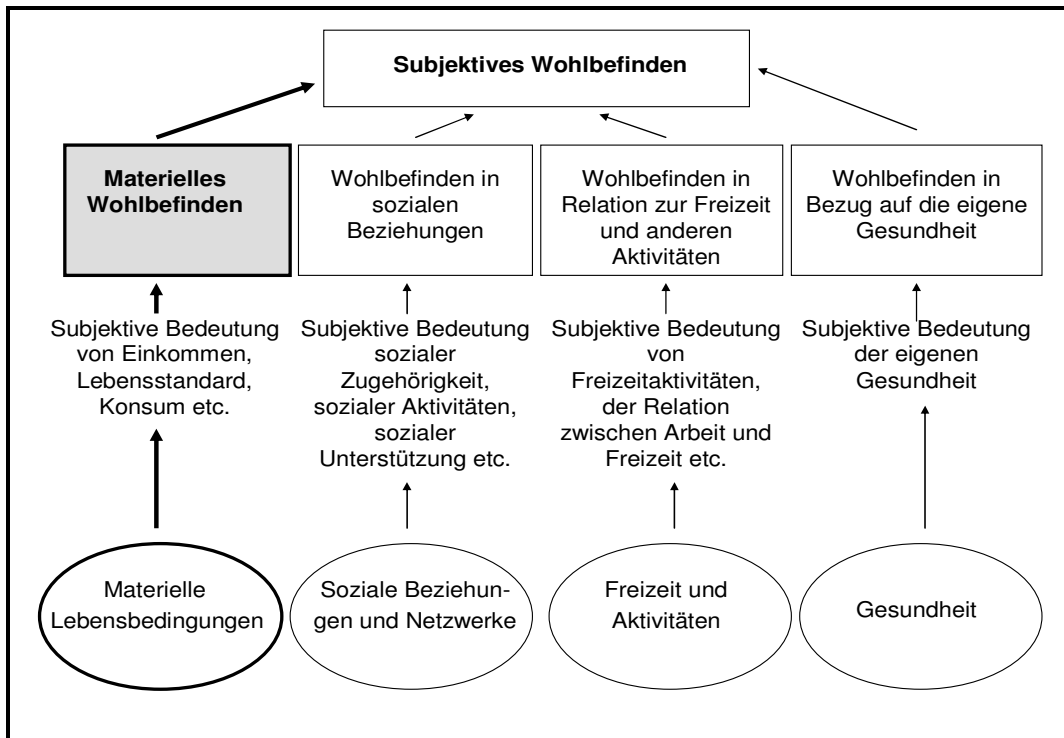 Subjektives Wohlbefinden
Materielles
Wohlbefinden
Wohlbefinden in
sozialen
Beziehungen
Wohlbefinden in
Relation zur Freizeit
und anderen
Aktivitäten
Wohlbefinden in
Bezug auf die eigene
Gesundheit
Subjektive Bedeutung
von Einkommen,
Lebensstandard,
Konsum etc.
Subjektive Bedeutung
sozialer
Zugehörigkeit,
sozialer Aktivitäten,
sozialer
Unterstützung etc.
Subjektive Bedeutung
von
Freizeitaktivitäten,
der Relation
zwischen Arbeit und
Freizeit etc.
Subjektive Bedeutung
der eigenen
Gesundheit
Materielle
Lebensbedingungen
Soziale Beziehun-
gen und Netzwerke
Freizeit und
Aktivitäten
Gesundheit